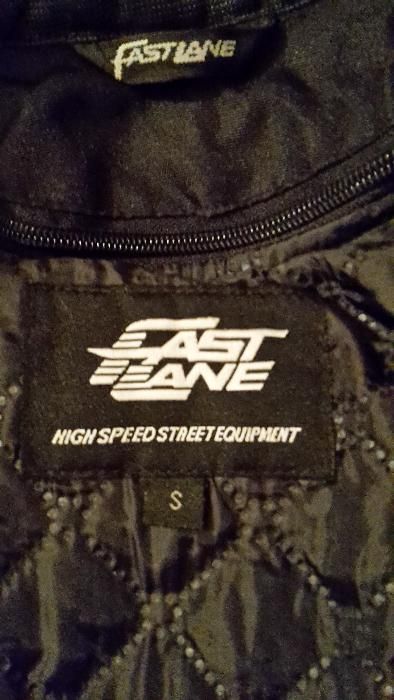 FASTLANE
FAST
LANE
HIGH SPEED STREET EQUIPMENT
S